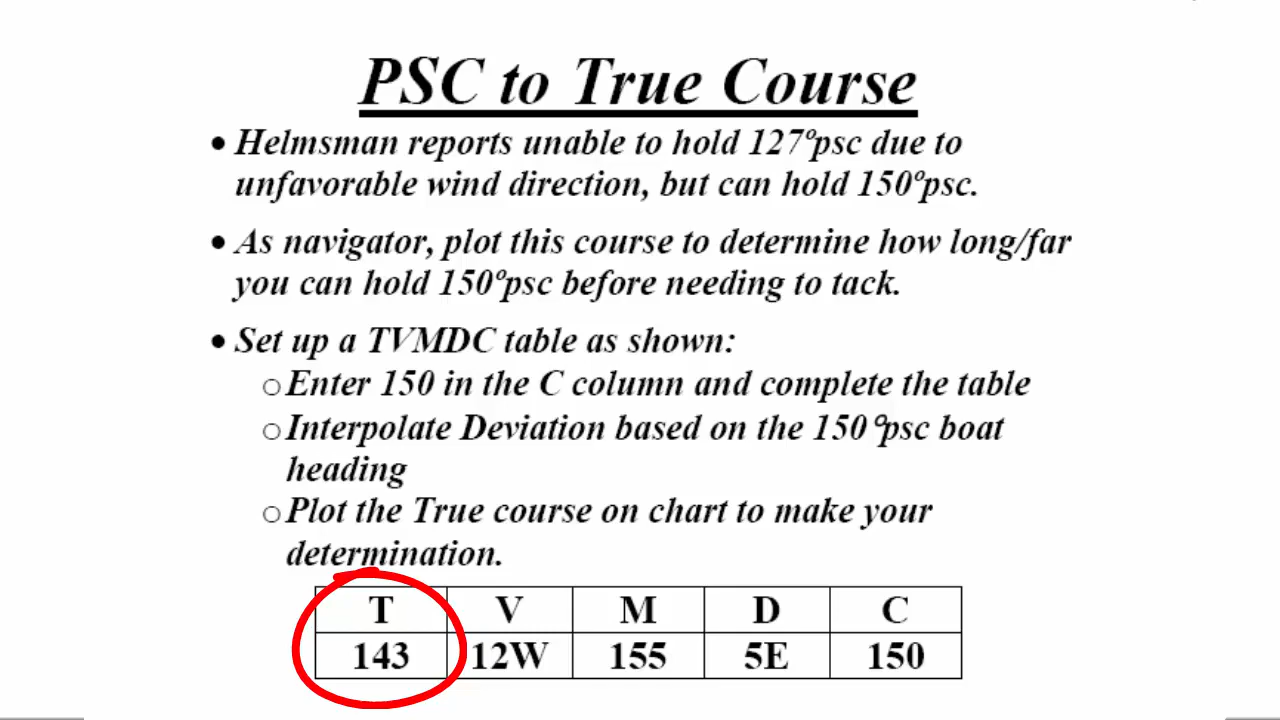 PSC to True Course
• Helmsman reports unable to hold 127ºpsc due to
unfavorable wind direction, but can hold 150ºpsc.
• As navigator, plot this course to determine how long/far
you can hold 150ºpsc before needing to tack.
• Set up a TVMDC table as shown:
○ Enter 150 in the C column and complete the table
○ Interpolate Deviation based on the 150ºpsc boat
heading
○ Plot the True course on chart to make your
determination.
T V M D C
143 12W 155 5E 150